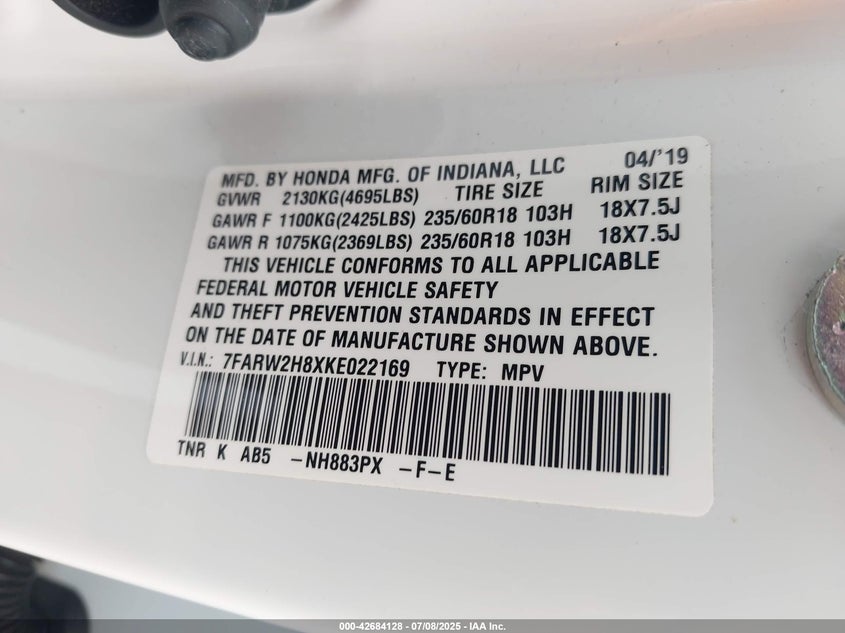 MFD. BY HONDA MFG. OF INDIANA, LLC 04/'19
GVWR 2130KG(4695LBS) TIRE SIZE RIM SIZE
GAWR F 1100KG(2425LBS) 235/60R18 103H 18X7.5J
GAWR R 1075KG(2369LBS) 235/60R18 103H 18X7.5J
THIS VEHICLE CONFORMS TO ALL APPLICABLE
FEDERAL MOTOR VEHICLE SAFETY
AND THEFT PREVENTION STANDARDS IN EFFECT
ON THE DATE OF MANUFACTURE SHOWN ABOVE.
V.I.N.: 7FARW2H8XKE022169 TYPE: MPV
TNR K AB5 -NH883PX -F-E
000-42684128 - 07/08/2025 - IAA Inc.